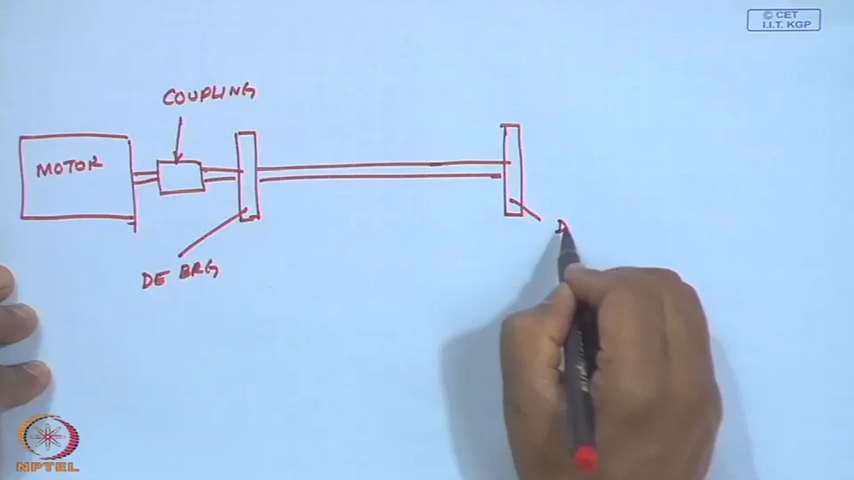 © CET
I.I.T. KGP
COUPLING
MOTOR
DE BRG
D
NPTEL